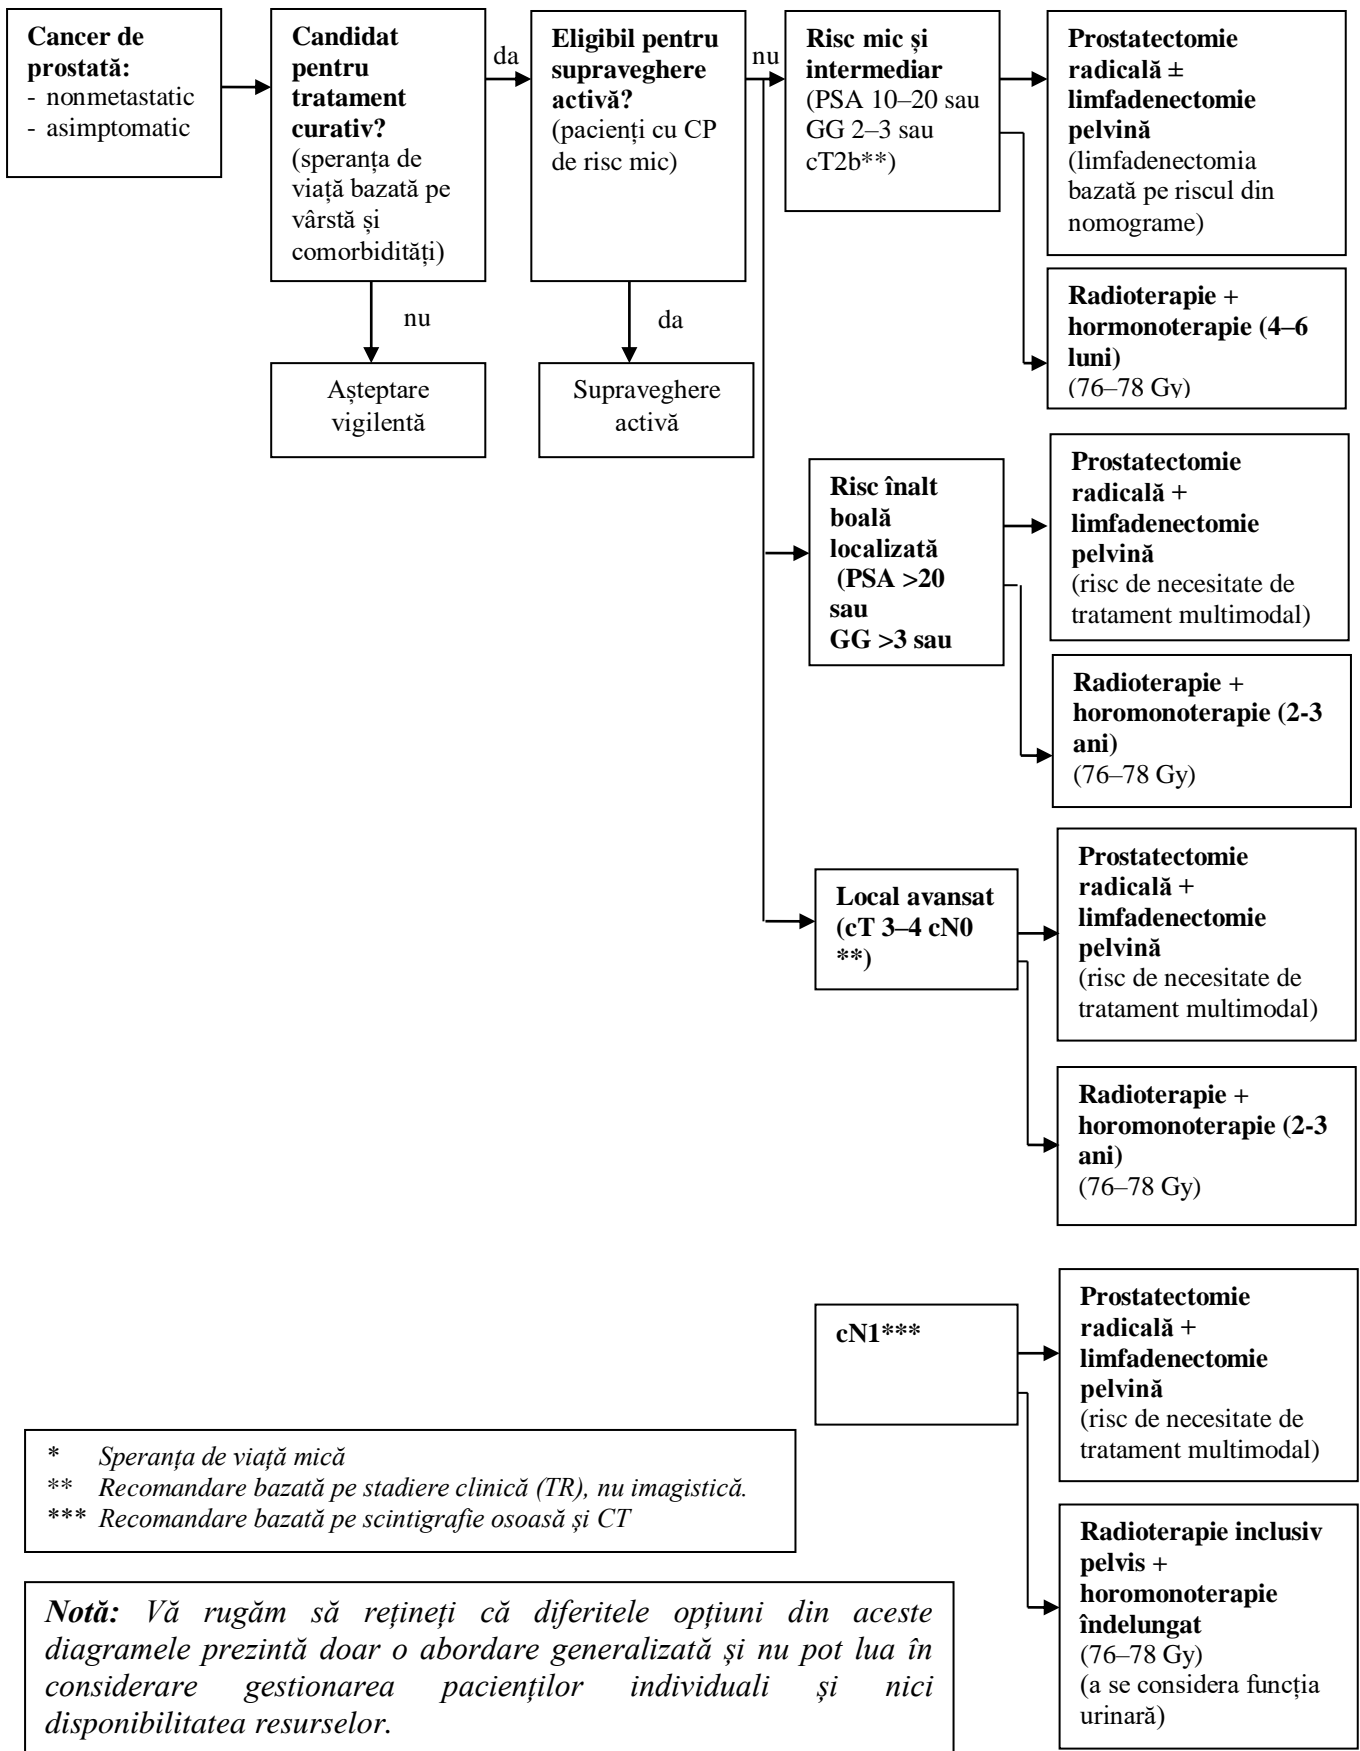 Cancer de
prostată:
- nonmetastatic
- asimptomatic
Candidat
pentru
tratament
curativ?
(speranța de
viață bazată pe
vârstă și
comorbidități)
da
Eligibil pentru
supraveghere
activă?
(pacienți cu CP
de risc mic)
nu
Risc mic și
intermediar
(PSA 10–20 sau
GG 2–3 sau
cT2b**)
Prostatectomie
radicală ±
limfadenectomie
pelvină
(limfadenectomia
bazată pe riscul din
nomograme)
Radioterapie +
hormonoterapie (4–6
luni)
(76–78 Gy)
nu
da
Așteptare
vigilentă
Supraveghere
activă
Risc înalt
boală
localizată
(PSA >20
sau
GG >3 sau
Prostatectomie
radicală +
limfadenectomie
pelvină
(risc de necesitate de
tratament multimodal)
Radioterapie +
horomonoterapie (2-3
ani)
(76–78 Gy)
Local avansat
(cT 3–4 cN0
**)
Prostatectomie
radicală +
limfadenectomie
pelvină
(risc de necesitate de
tratament multimodal)
Radioterapie +
horomonoterapie (2-3
ani)
(76–78 Gy)
cN1***
Prostatectomie
radicală +
limfadenectomie
pelvină
(risc de necesitate de
tratament multimodal)
Radioterapie inclusiv
pelvis +
horomonoterapie
îndelungat
(76–78 Gy)
(a se considera funcția
urinară)
* Speranța de viață mică
** Recomandare bazată pe stadiere clinică (TR), nu imagistică.
*** Recomandare bazată pe scintigrafie osoasă și CT
Notă: Vă rugăm să rețineți că diferitele opțiuni din aceste
diagramele prezintă doar o abordare generalizată și nu pot lua în
considerare gestionarea pacienților individuali și nici
disponibilitatea resurselor.